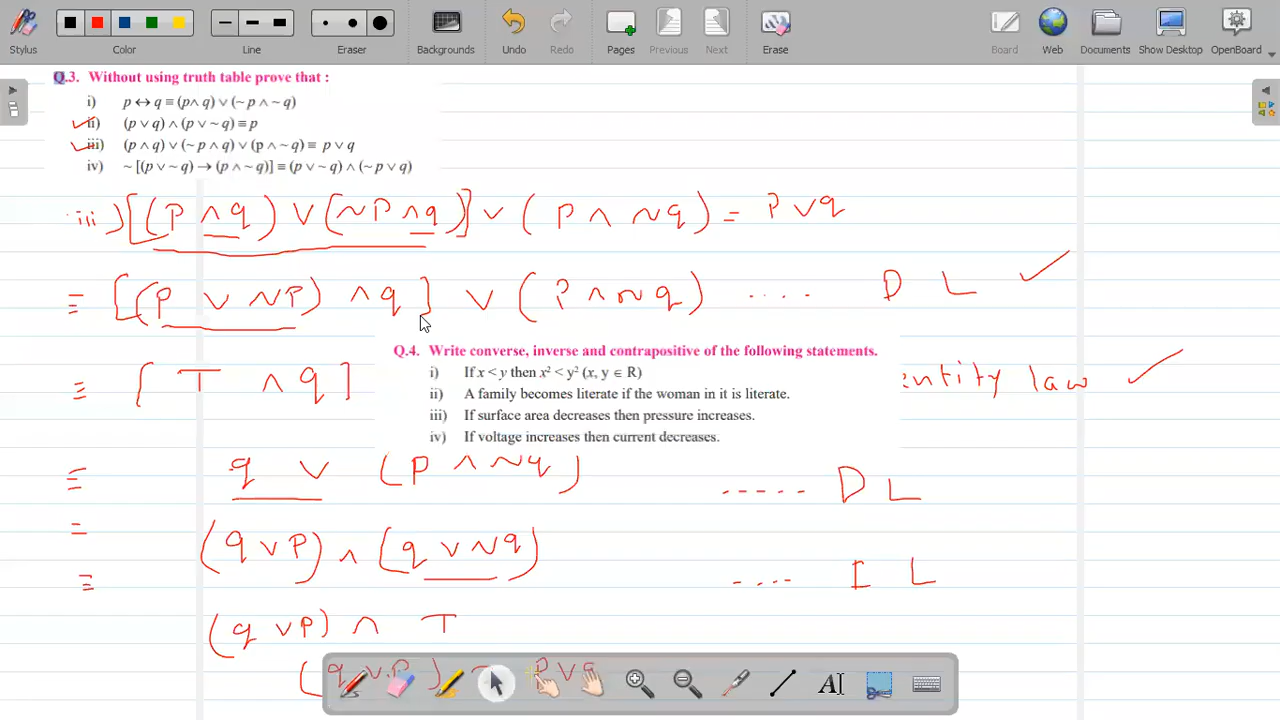 Stylus Color Line Eraser Backgrounds Undo Redo Pages Previous Next Erase Board Web Documents Show Desktop OpenBoard
Q.3. Without using truth table prove that :
i) p ↔ q ≡ (p ∧ q) ∨ (~ p ∧ ~ q)
ii) (p ∨ q) ∧ (p ∨ ~ q) ≡ p
iii) (p ∧ q) ∨ (~ p ∧ q) ∨ (p ∧ ~ q) ≡ p ∨ q
iv) ~ [(p ∨ ~ q) → (p ∧ ~ q)] ≡ (p ∨ ~ q) ∧ (~ p ∨ q)
iii) [(P ∧ q) ∨ (~P ∧ q)] ∨ (P ∧ ~q) = P ∨ q
≡ [(P ∨ ~P) ∧ q] ∨ (P ∧ ~q) .... D L
≡ [T ∧ q] entity law
Q.4. Write converse, inverse and contrapositive of the following statements.
i) If x < y then x² < y² (x, y ∈ R)
ii) A family becomes literate if the woman in it is literate.
iii) If surface area decreases then pressure increases.
iv) If voltage increases then current decreases.
≡ q ∨ (P ∧ ~q) ..... D L
= (q ∨ P) ∧ (q ∨ ~q)
≡ .... I L
(q ∨ P) ∧ T
(q ∨ P) = P ∨ q
AI